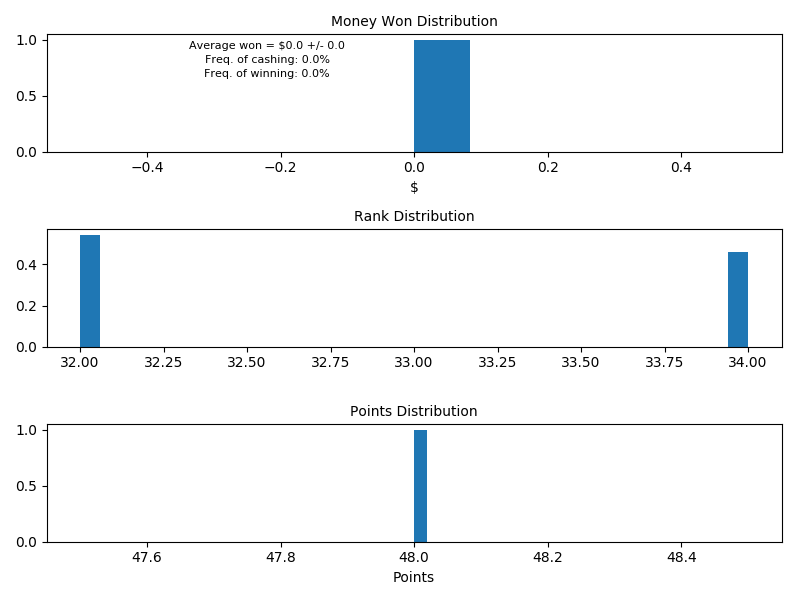 Money Won Distribution
1.0
Average won = $0.0 +/- 0.0
Freq. of cashing: 0.0%
Freq. of winning: 0.0%
0.5
0.0
−0.4 −0.2 0.0 0.2 0.4
$
Rank Distribution
0.4
0.2
0.0
32.00 32.25 32.50 32.75 33.00 33.25 33.50 33.75 34.00
Points Distribution
1.0
0.5
0.0
47.6 47.8 48.0 48.2 48.4
Points